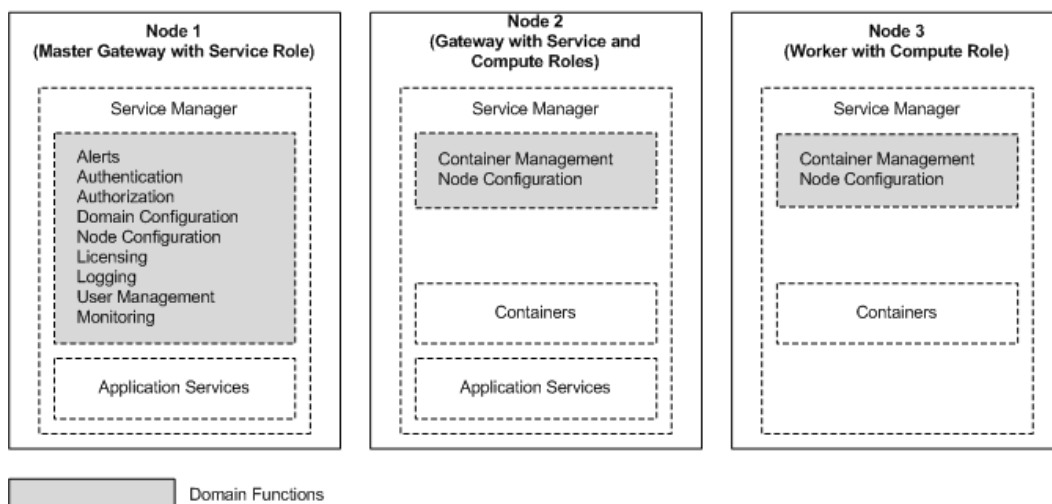 Node 1
(Master Gateway with Service Role)
Service Manager
Alerts
Authentication
Authorization
Domain Configuration
Node Configuration
Licensing
Logging
User Management
Monitoring
Application Services
Node 2
(Gateway with Service and
Compute Roles)
Service Manager
Container Management
Node Configuration
Containers
Application Services
Node 3
(Worker with Compute Role)
Service Manager
Container Management
Node Configuration
Containers
Domain Functions